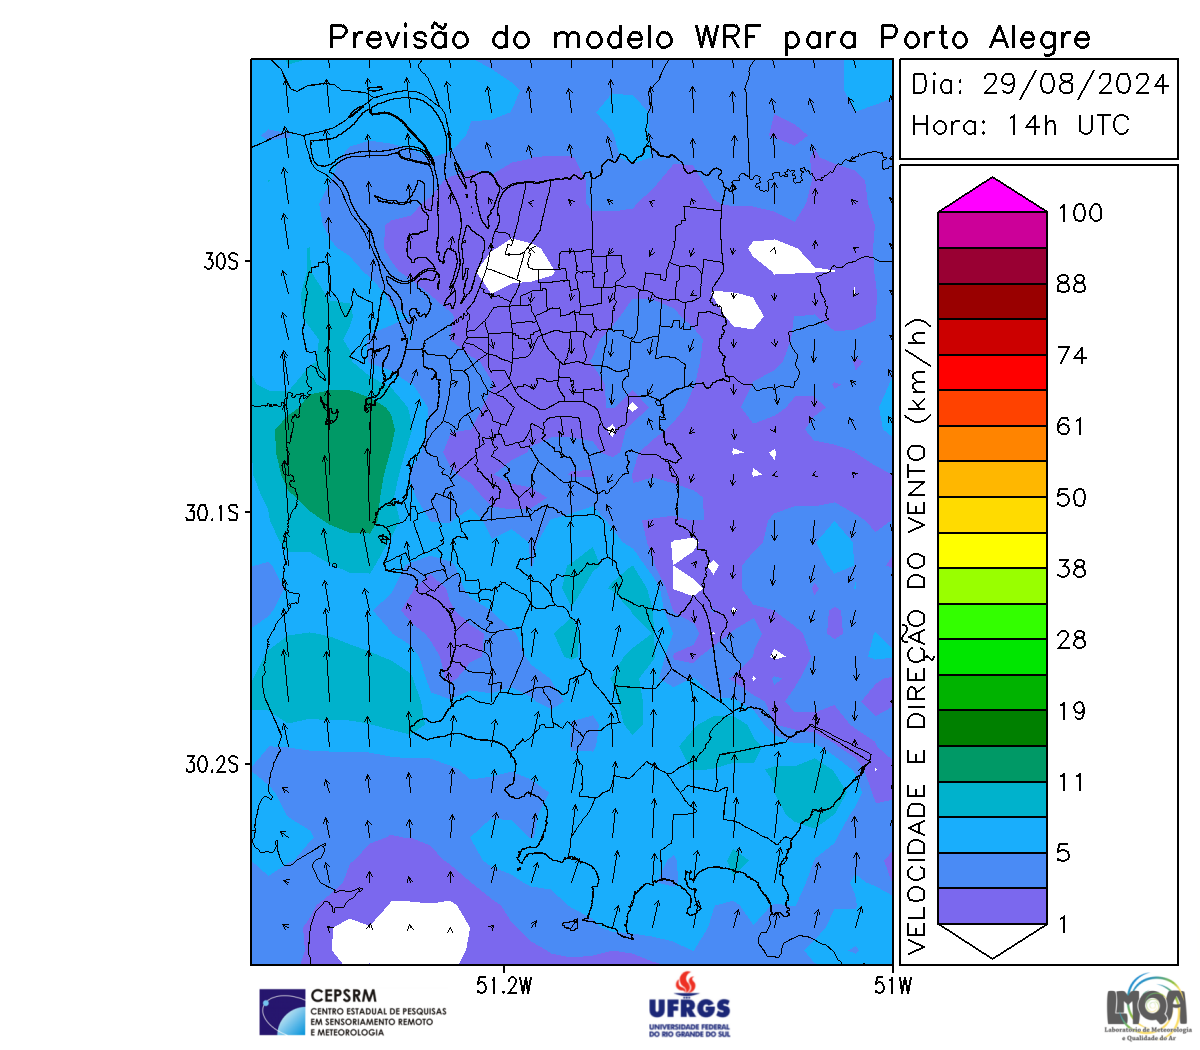 Previsão do modelo WRF para Porto Alegre
Dia: 29/08/2024
Hora: 14h UTC
30S
30.1S
30.2S
51.2W
51W
VELOCIDADE E DIREÇÃO DO VENTO (km/h)
100
88
74
61
50
38
28
19
11
5
1
CEPSRM
CENTRO ESTADUAL DE PESQUISAS
EM SENSORIAMENTO REMOTO
E METEOROLOGIA
UFRGS
UNIVERSIDADE FEDERAL
DO RIO GRANDE DO SUL
LMQA
Laboratório de Meteorologia
e Qualidade do Ar